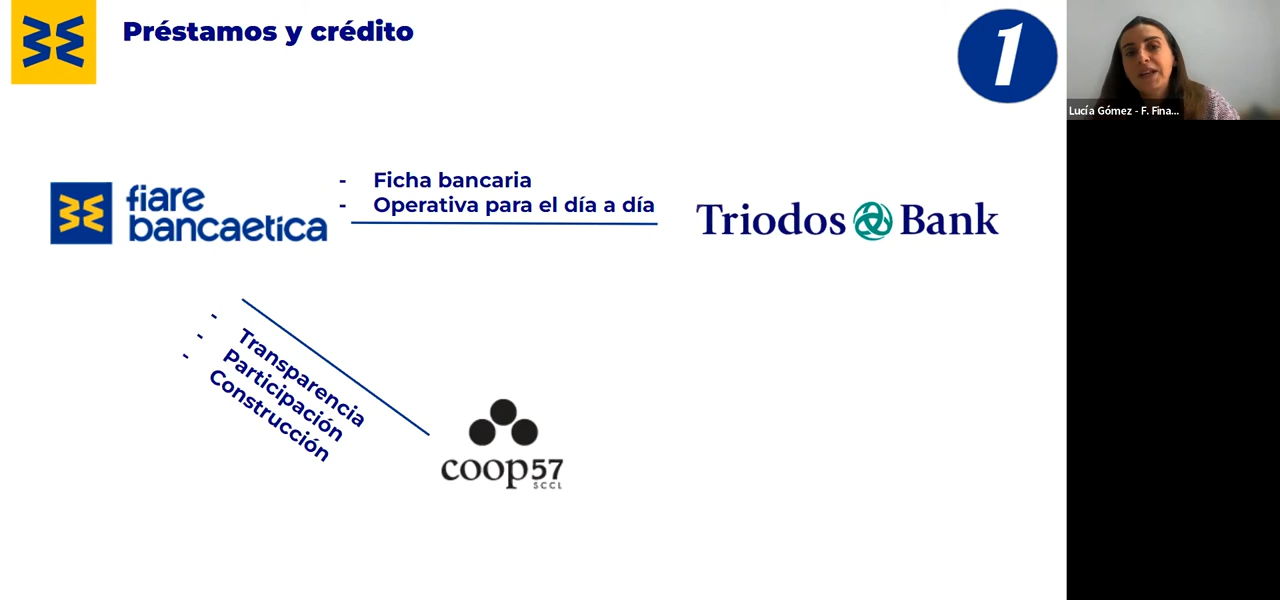 Préstamos y crédito
1
Lucía Gómez - F. Fina...
- Ficha bancaria
- Operativa para el día a día
fiare
bancaetica
Triodos Bank
- Transparencia
- Participación
- Construcción
coop57
SCCL